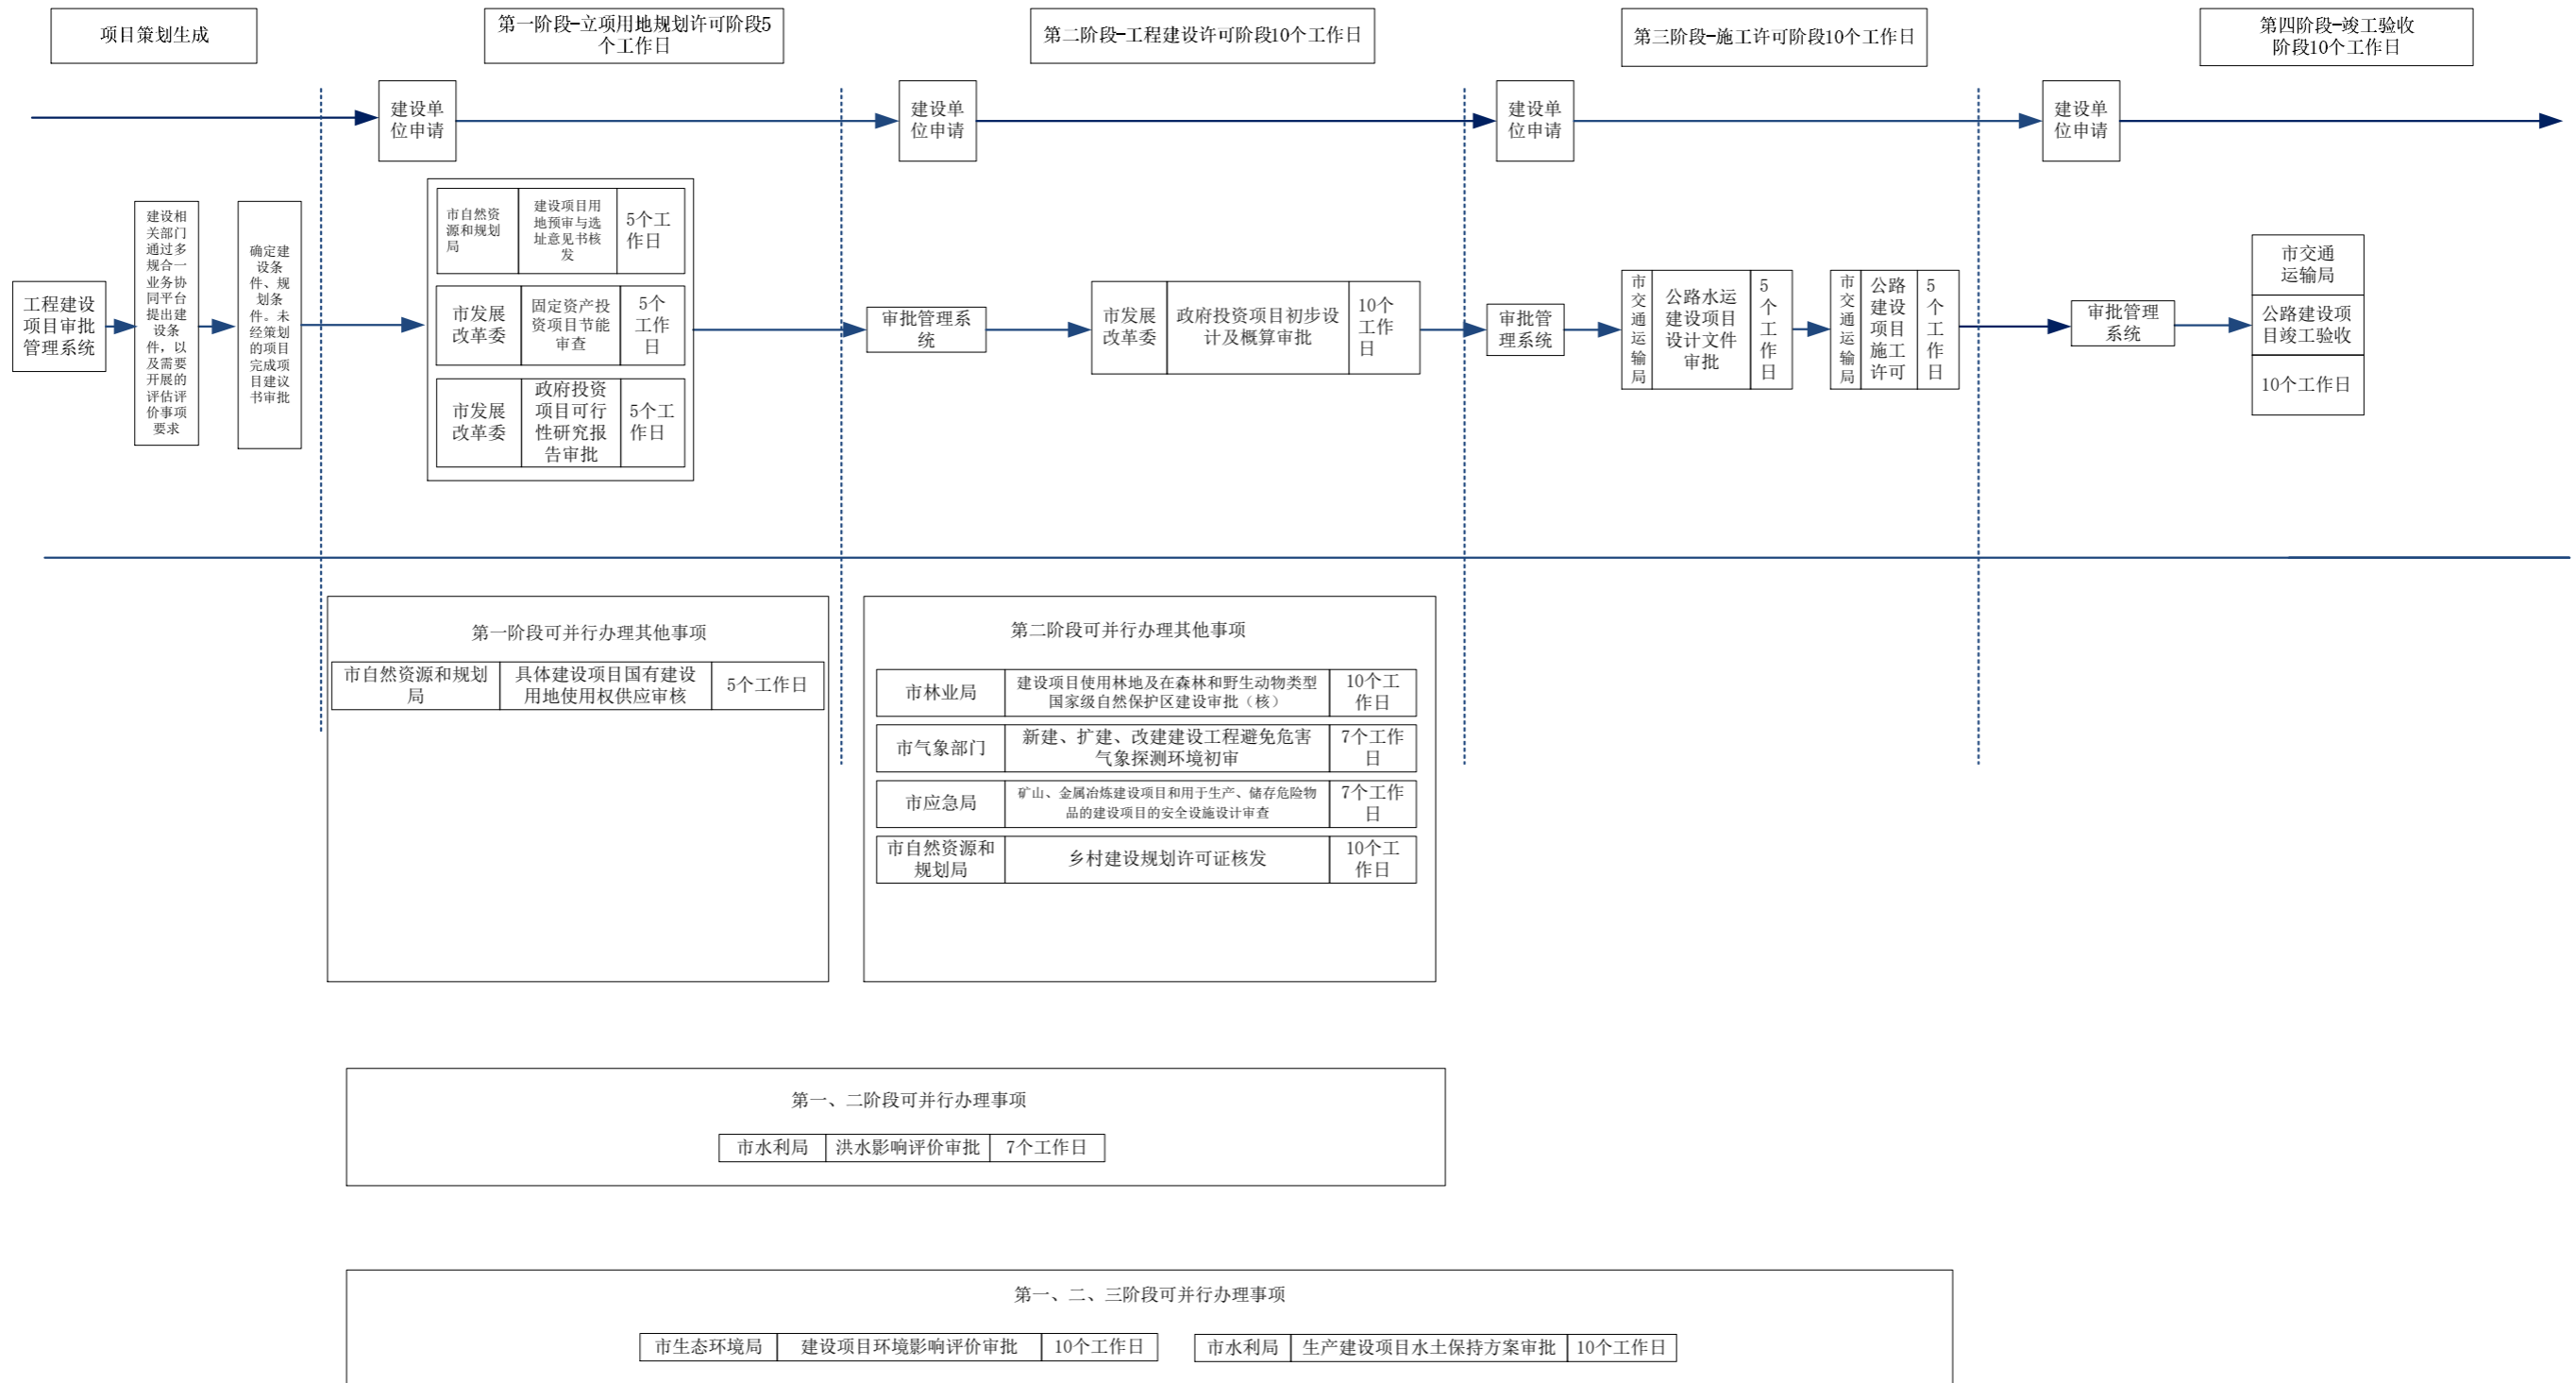 项目策划生成
第一阶段-立项用地规划许可阶段5
个工作日
第二阶段-工程建设许可阶段10个工作日
第三阶段-施工许可阶段10个工作日
第四阶段-竣工验收
阶段10个工作日
建设单
位申请
建设单
位申请
建设单
位申请
建设单
位申请
工程建设
项目审批
管理系统
建设相
关部门
通过多
规合一
业务协
同平台
提出建
设条
件，以
及需要
开展的
评估评
价事项
要求
确定建
设条
件、规
划条
件。未
经策划
的项目
完成项
目建议
书审批
市自然资
源和规划
局
建设项目用
地预审与选
址意见书核
发
5个工
作日
市发展
改革委
固定资产投
资项目节能
审查
5个
工作
日
市发展
改革委
政府投资
项目可行
性研究报
告审批
5个工
作日
审批管理系
统
市发展
改革委
政府投资项目初步设
计及概算审批
10个
工作
日
审批管
理系统
市
交
通
运
输
局
公路水运
建设项目
设计文件
审批
5
个
工
作
日
市
交
通
运
输
局
公路
建设
项目
施工
许可
5
个
工
作
日
审批管理
系统
市交通
运输局
公路建设项
目竣工验收
10个工作日
第一阶段可并行办理其他事项
市自然资源和规划
局
具体建设项目国有建设
用地使用权供应审核
5个工作日
第二阶段可并行办理其他事项
市林业局
建设项目使用林地及在森林和野生动物类型
国家级自然保护区建设审批（核）
10个工
作日
市气象部门
新建、扩建、改建建设工程避免危害
气象探测环境初审
7个工作
日
市应急局
矿山、金属冶炼建设项目和用于生产、储存危险物
品的建设项目的安全设施设计审查
7个工作
日
市自然资源和
规划局
乡村建设规划许可证核发
10个工
作日
第一、二阶段可并行办理事项
市水利局
洪水影响评价审批
7个工作日
第一、二、三阶段可并行办理事项
市生态环境局
建设项目环境影响评价审批
10个工作日
市水利局
生产建设项目水土保持方案审批
10个工作日